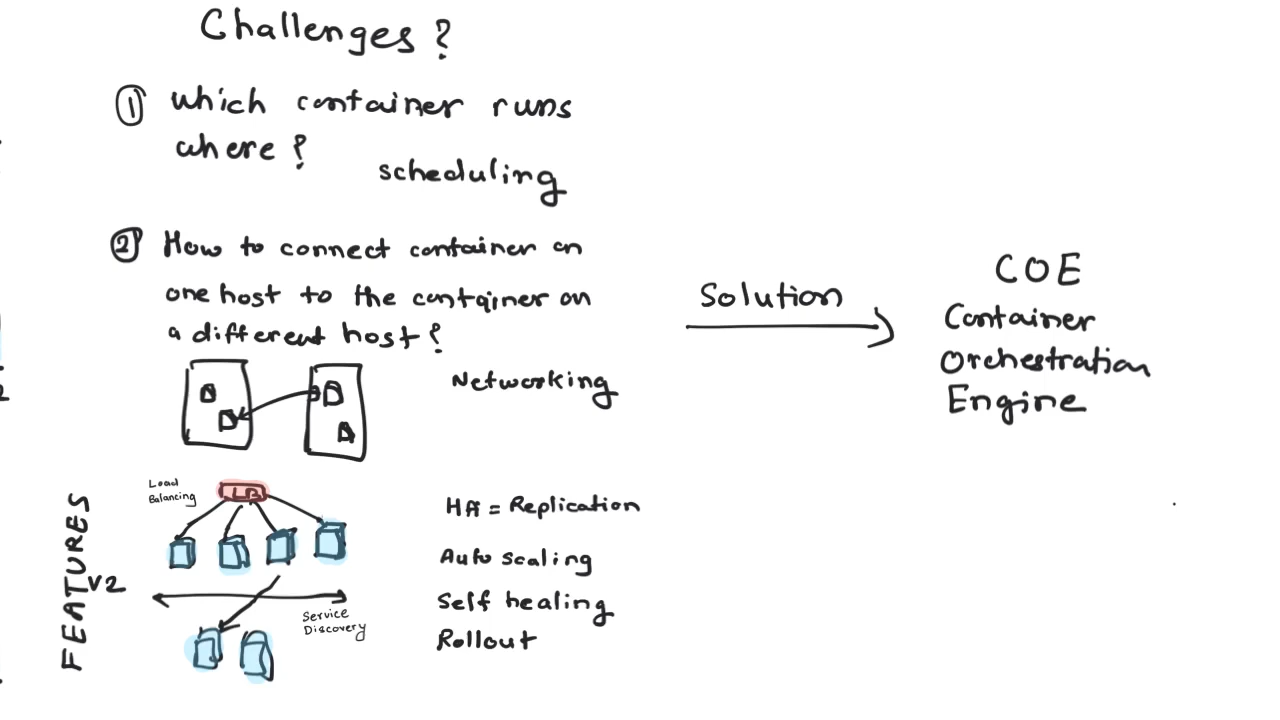 Challenges?
① Which container runs
where?
scheduling
② How to connect container on
one host to the container on
a different host?
Networking
Solution
COE
Container
Orchestration
Engine
FEATURES
V2
Load
Balancing
LB
HA = Replication
Auto scaling
Self healing
Rollout
Service
Discovery